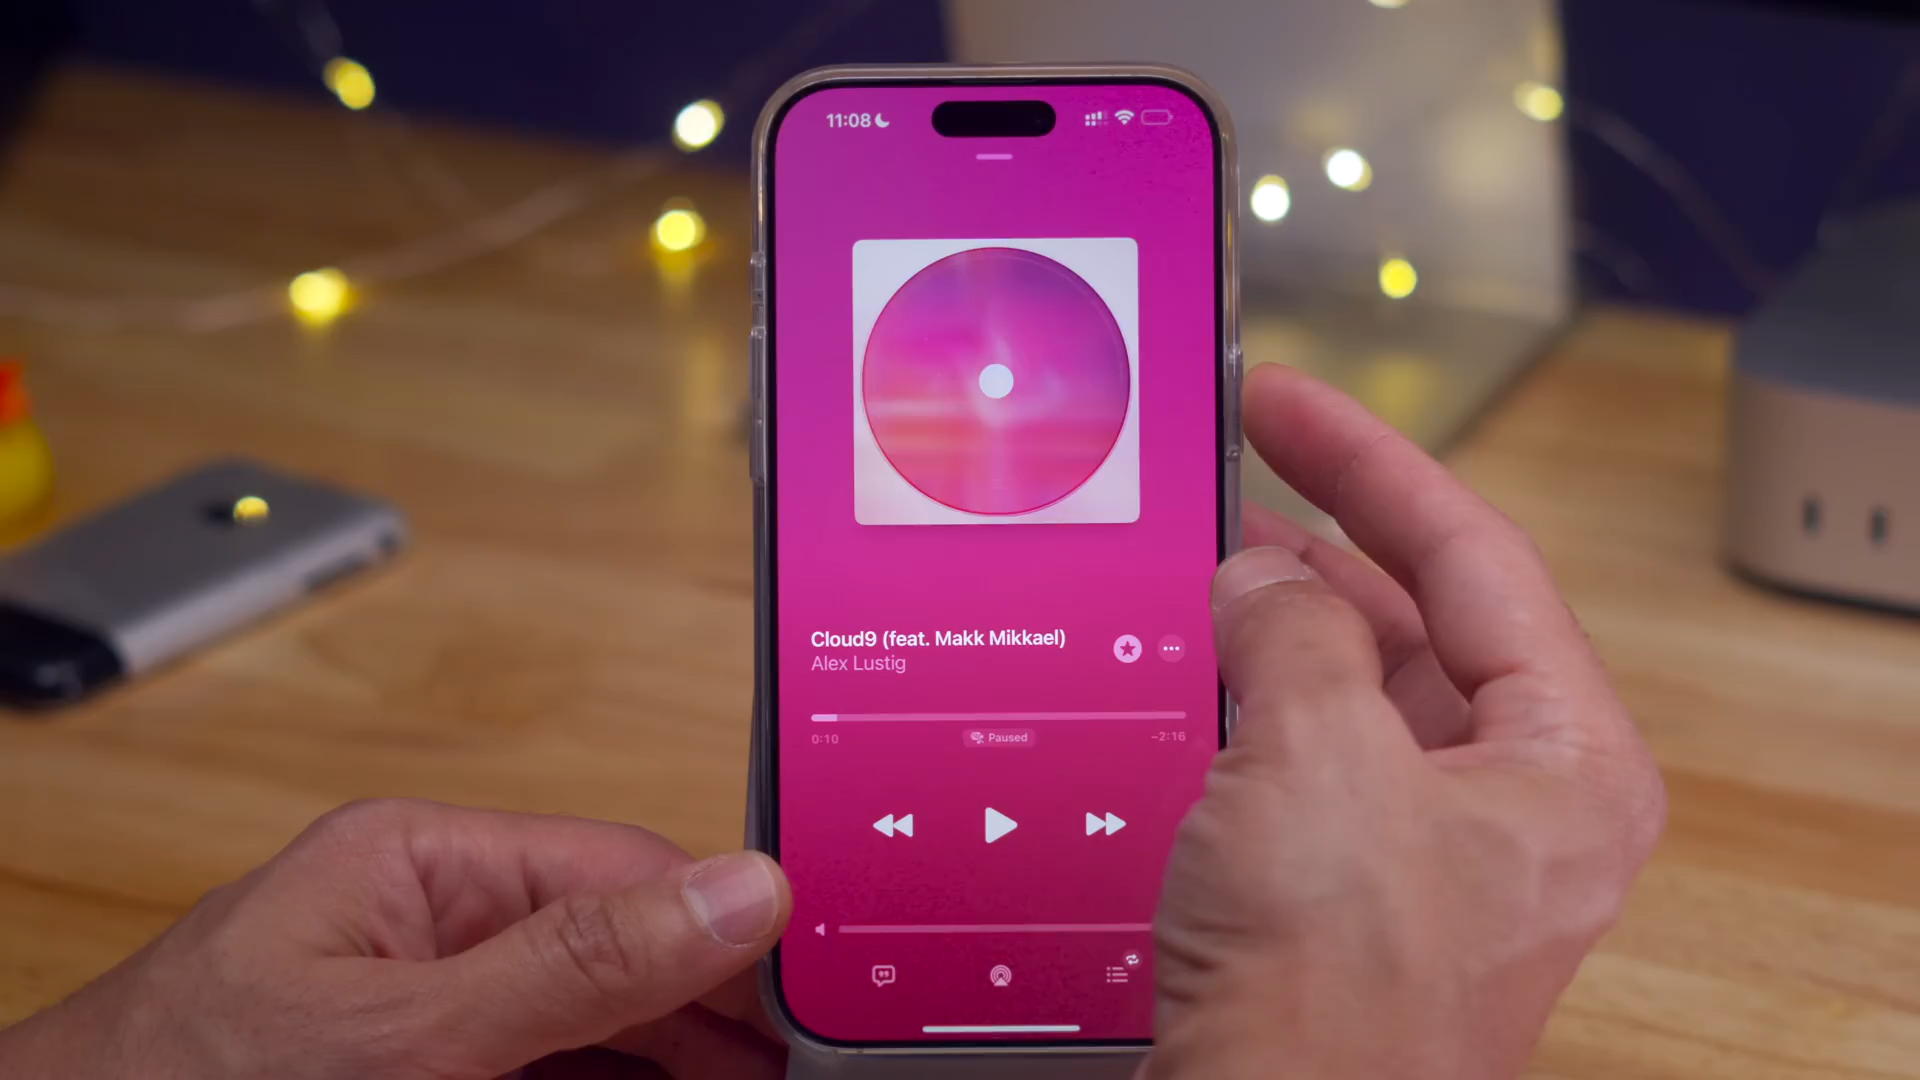 11:08
Cloud9 (feat. Makk Mikkael)
Alex Lustig
0:10
Paused
-2:16